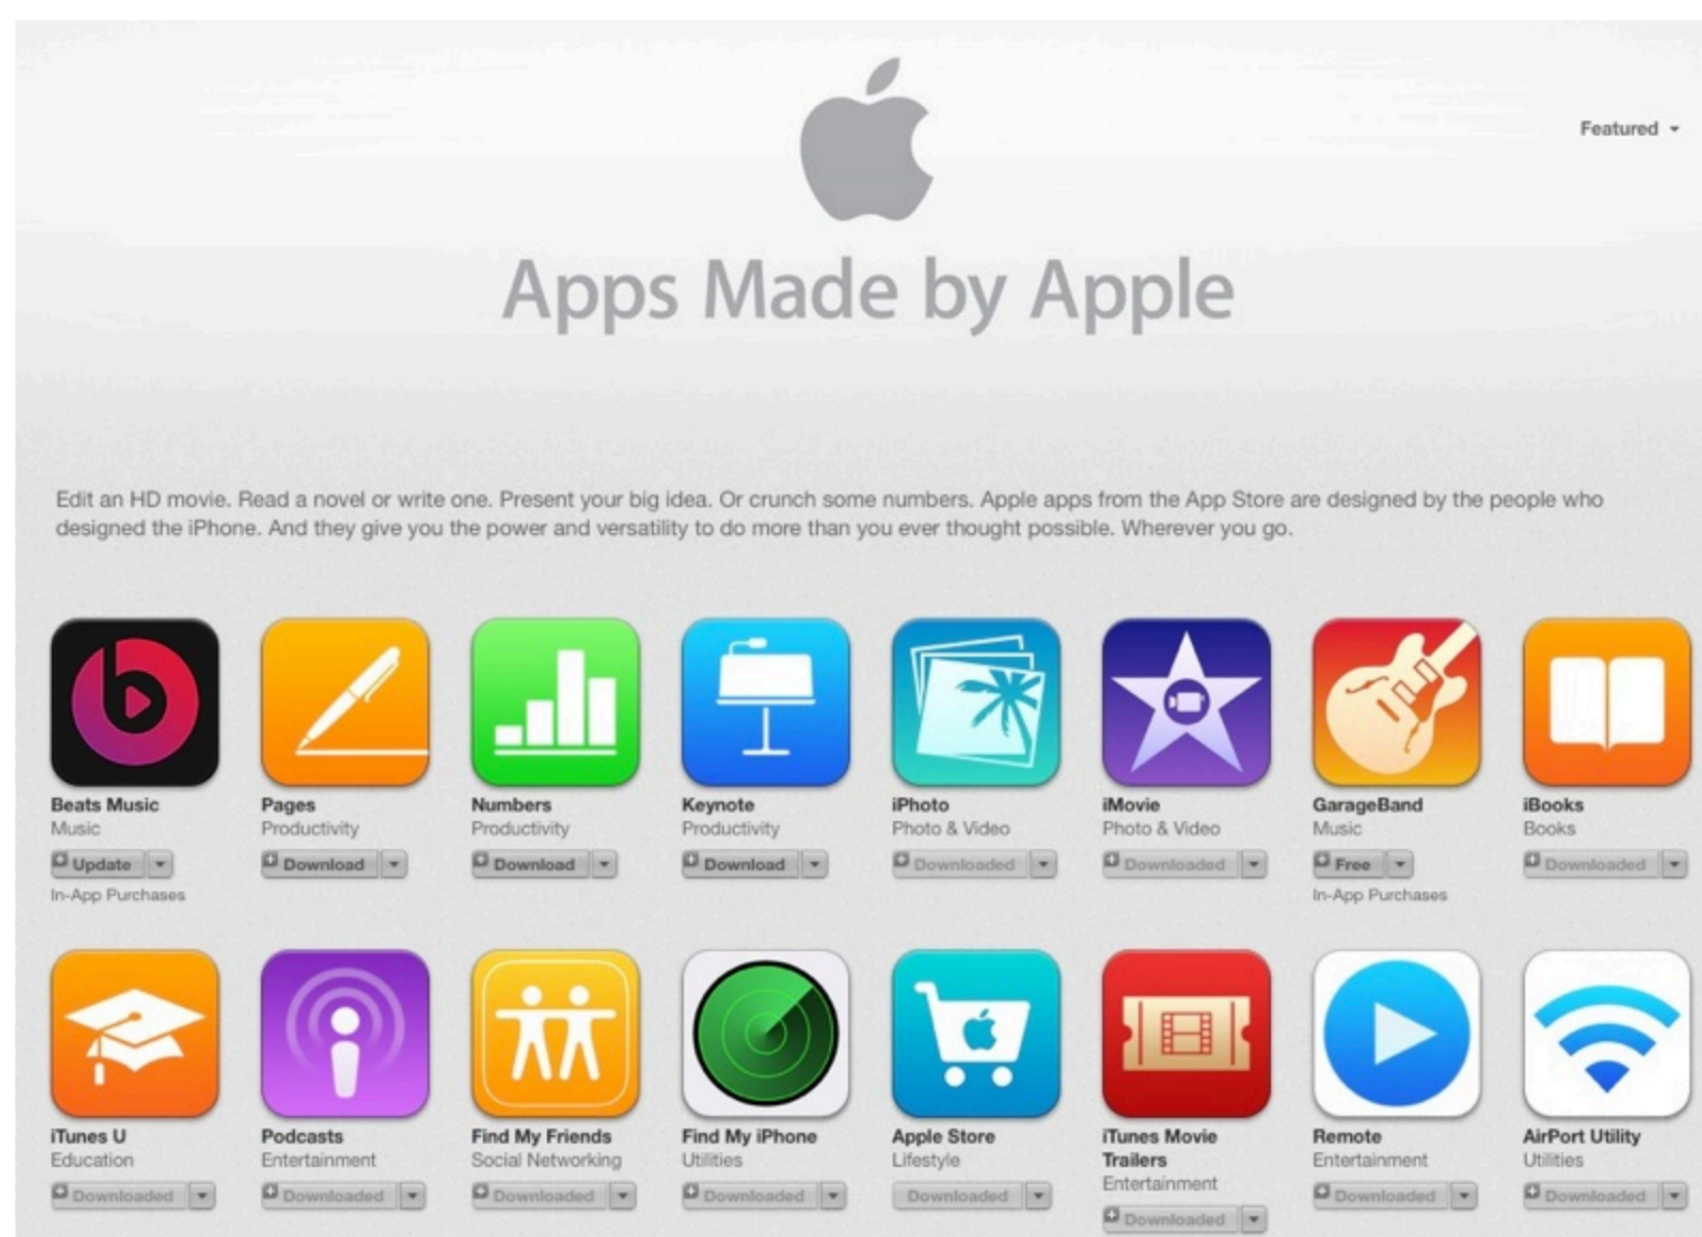 Featured
Apps Made by Apple
Edit an HD movie. Read a novel or write one. Present your big idea. Or crunch some numbers. Apple apps from the App Store are designed by the people who
designed the iPhone. And they give you the power and versatility to do more than you ever thought possible. Wherever you go.
Beats Music
Music
Update
In-App Purchases
Pages
Productivity
Download
Numbers
Productivity
Download
Keynote
Productivity
Download
iPhoto
Photo & Video
Downloaded
iMovie
Photo & Video
Downloaded
GarageBand
Music
Free
In-App Purchases
iBooks
Books
Downloaded
iTunes U
Education
Downloaded
Podcasts
Entertainment
Downloaded
Find My Friends
Social Networking
Downloaded
Find My iPhone
Utilities
Downloaded
Apple Store
Lifestyle
Downloaded
iTunes Movie
Trailers
Entertainment
Downloaded
Remote
Entertainment
Downloaded
AirPort Utility
Utilities
Downloaded